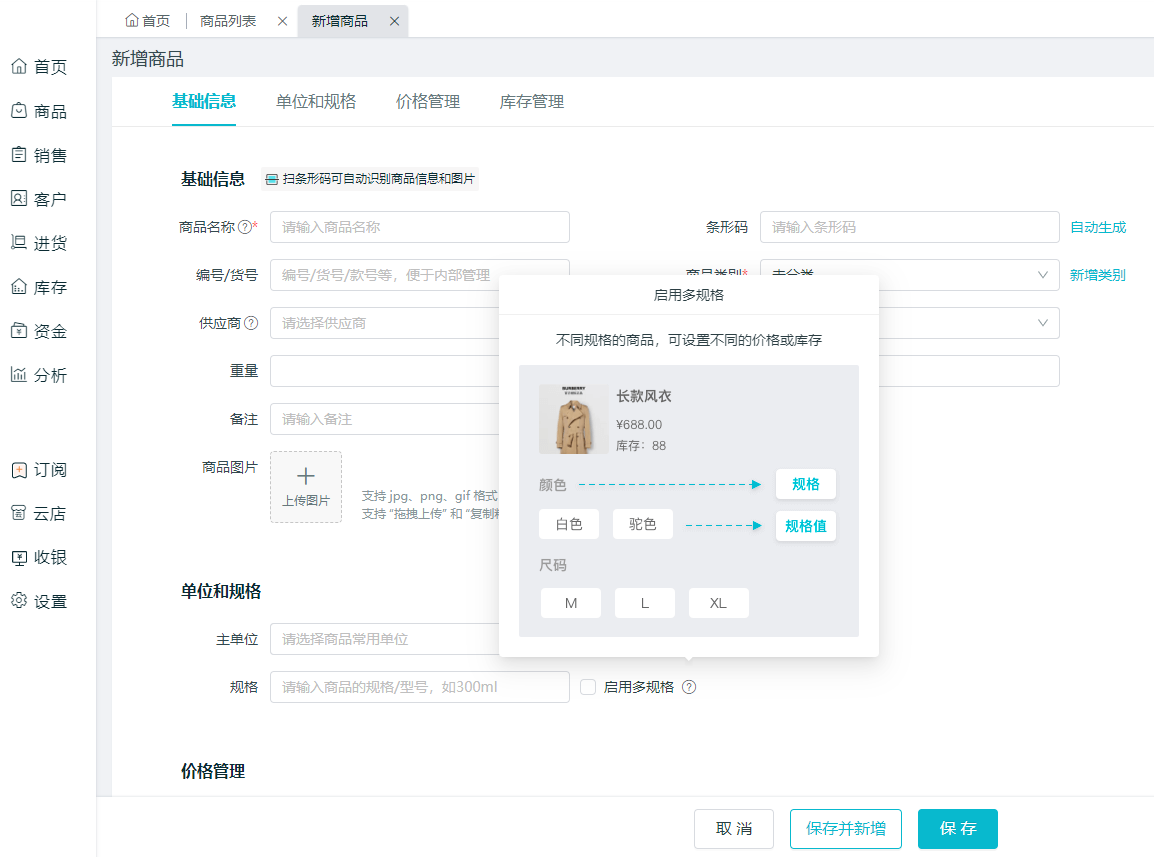 首页
商品列表
新增商品
首页
商品
销售
客户
进货
库存
资金
分析
订阅
云店
收银
设置
新增商品
基础信息 单位和规格 价格管理 库存管理
基础信息 扫条形码可自动识别商品信息和图片
商品名称?* 请输入商品名称 条形码 请输入条形码 自动生成
编号/货号 编号/货号/款号等，便于内部管理 商品类别* 未分类 新增类别
供应商? 请选择供应商
重量
备注 请输入备注
商品图片 上传图片
支持 jpg、png、gif 格式
支持 “拖拽上传” 和 “复制
启用多规格
不同规格的商品，可设置不同的价格或库存
BURBERRY
长款风衣
¥688.00
库存：88
颜色 规格
白色 驼色 规格值
尺码
M L XL
单位和规格
主单位 请选择商品常用单位
规格 请输入商品的规格/型号，如300ml 启用多规格 ?
价格管理
取 消 保存并新增 保 存